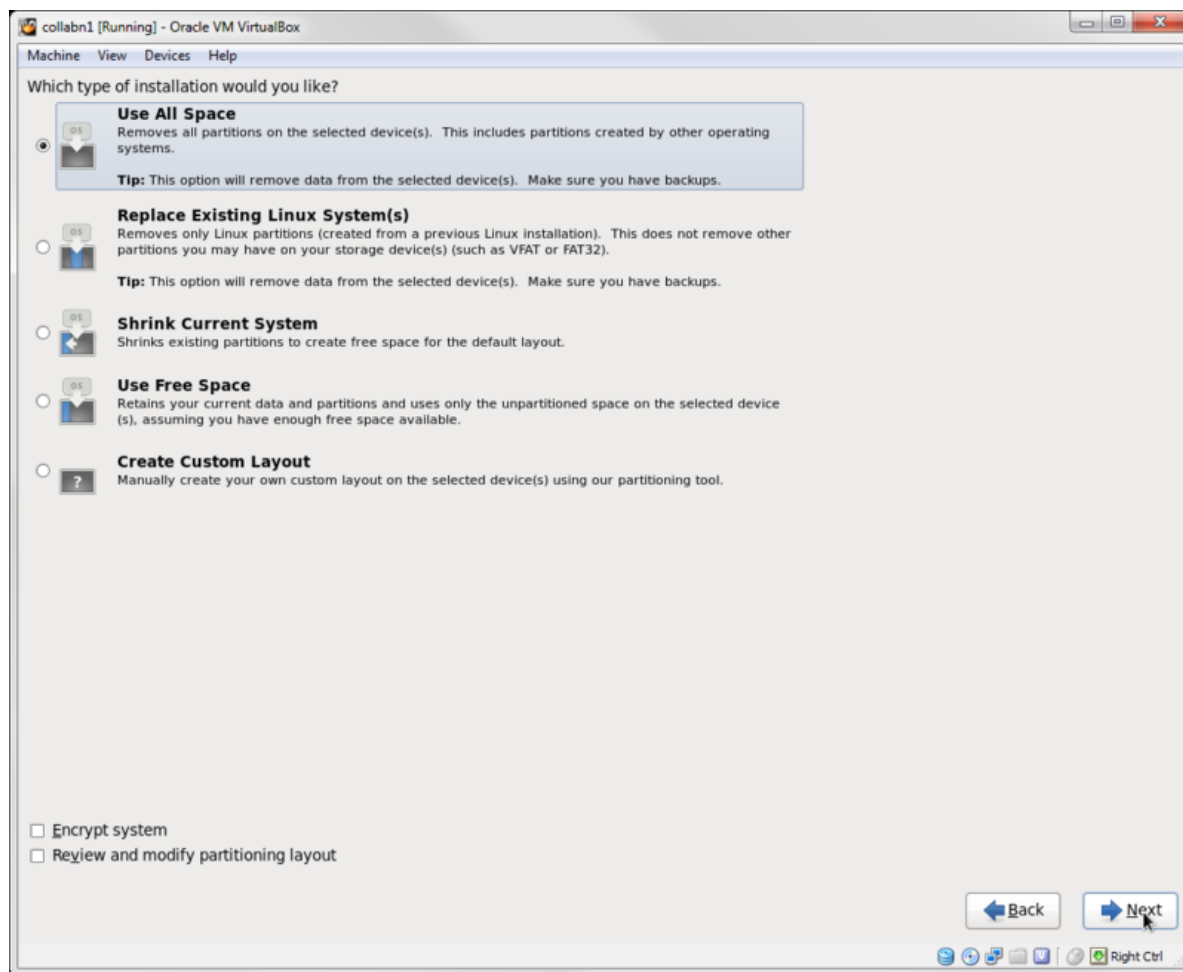 collabn1 [Running] - Oracle VM VirtualBox
Machine View Devices Help
Which type of installation would you like?
Use All Space
OS
Removes all partitions on the selected device(s). This includes partitions created by other operating
systems.
Tip: This option will remove data from the selected device(s). Make sure you have backups.
Replace Existing Linux System(s)
OS
Removes only Linux partitions (created from a previous Linux installation). This does not remove other
partitions you may have on your storage device(s) (such as VFAT or FAT32).
Tip: This option will remove data from the selected device(s). Make sure you have backups.
OS
Shrink Current System
Shrinks existing partitions to create free space for the default layout.
OS
Use Free Space
Retains your current data and partitions and uses only the unpartitioned space on the selected device
(s), assuming you have enough free space available.
Create Custom Layout
?
Manually create your own custom layout on the selected device(s) using our partitioning tool.
Encrypt system
Review and modify partitioning layout
Back Next
Right Ctrl